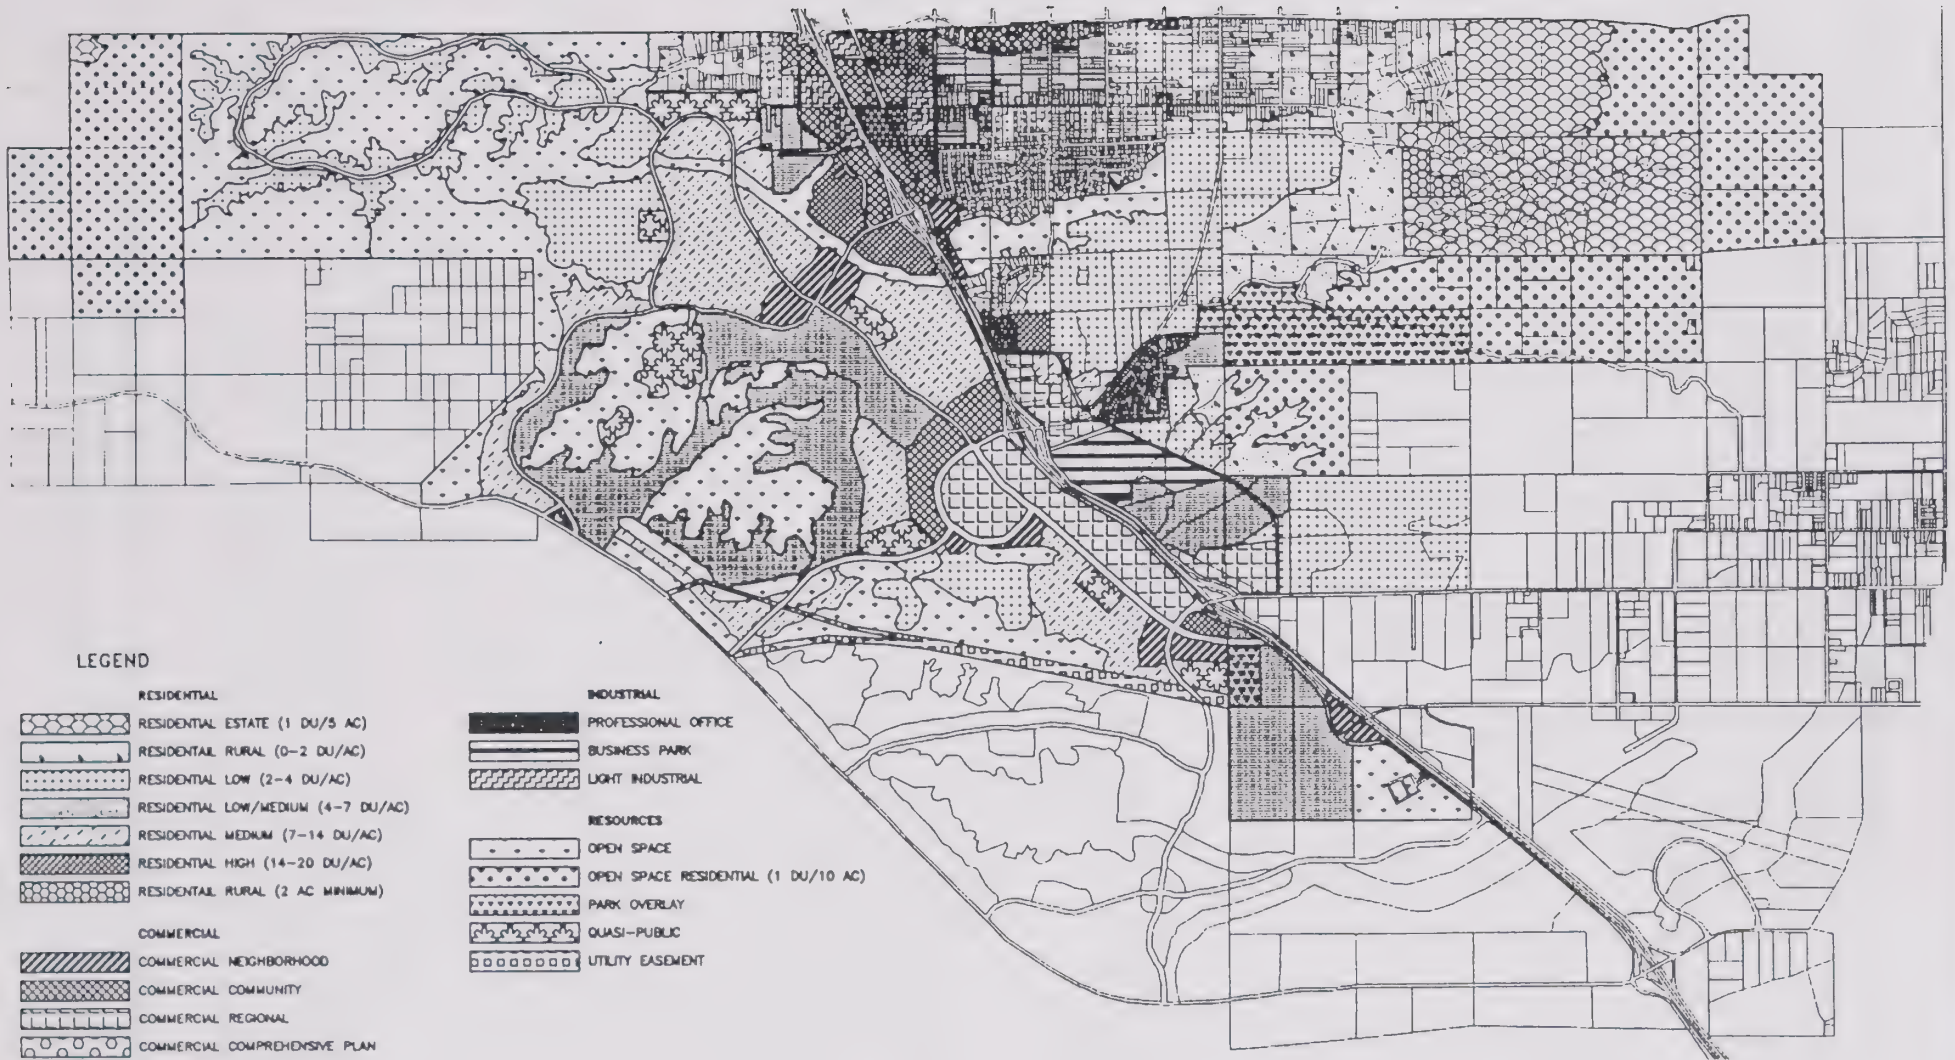 LEGEND
RESIDENTIAL
RESIDENTIAL ESTATE (1 DU/5 AC)
RESIDENTAIL RURAL (0-2 DU/AC)
RESIDENTIAL LOW (2-4 DU/AC)
RESIDENTIAL LOW/MEDIUM (4-7 DU/AC)
RESIDENTIAL MEDIUM (7-14 DU/AC)
RESIDENTIAL HIGH (14-20 DU/AC)
RESIDENTAIL RURAL (2 AC MINIMUM)
COMMERCIAL
COMMERCIAL NEIGHBORHOOD
COMMERCIAL COMMUNITY
COMMERCIAL REGIONAL
COMMERCIAL COMPREHENSIVE PLAN
INDUSTRIAL
PROFESSIONAL OFFICE
BUSINESS PARK
LIGHT INDUSTRIAL
RESOURCES
OPEN SPACE
OPEN SPACE RESIDENTIAL (1 DU/10 AC)
PARK OVERLAY
QUASI-PUBLIC
UTILITY EASEMENT